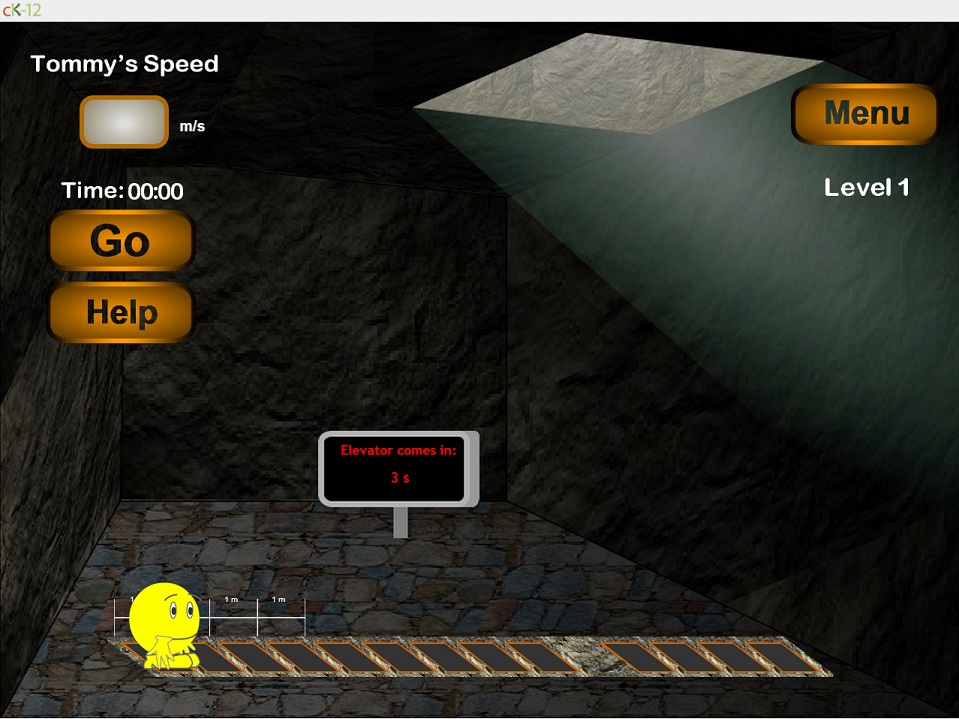 cK-12
Tommy's Speed
m/s
Menu
Time: 00:00
Level 1
Go
Help
Elevator comes in:
3 s
1 m
1 m